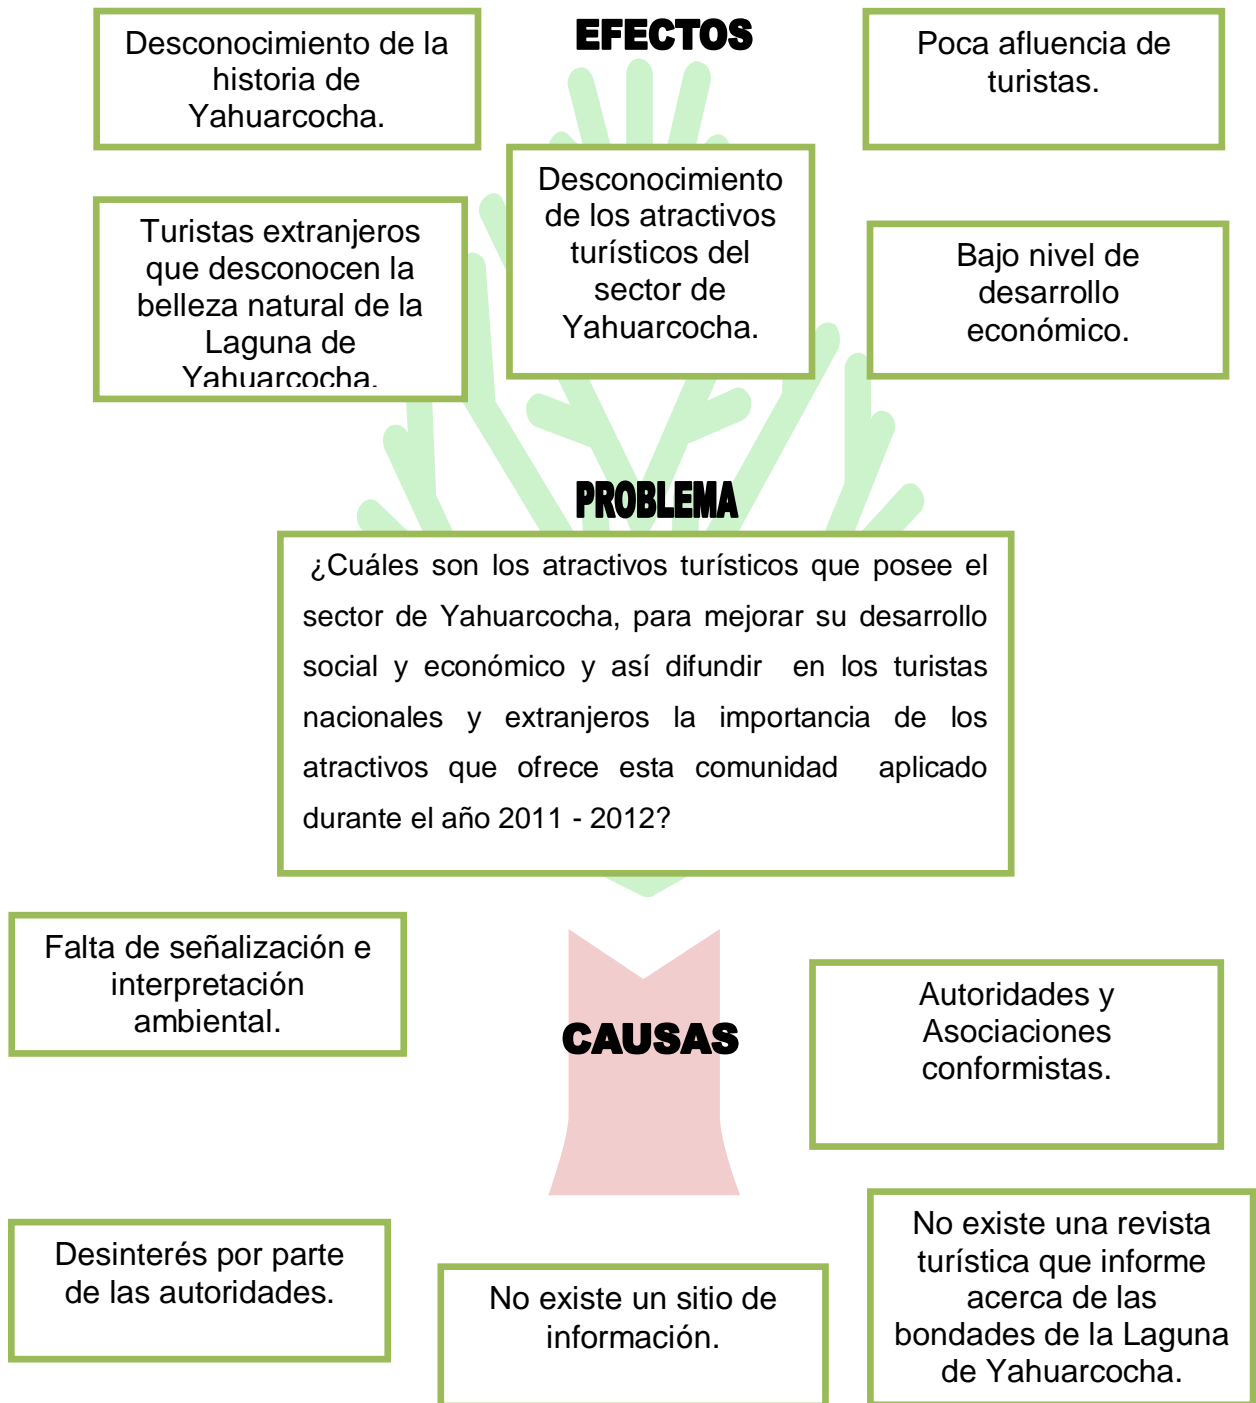 EFECTOS
Desconocimiento de la
historia de
Yahuarcocha.
Poca afluencia de
turistas.
Desconocimiento
de los atractivos
turísticos del
sector de
Yahuarcocha.
Turistas extranjeros
que desconocen la
belleza natural de la
Laguna de
Yahuarcocha.
Bajo nivel de
desarrollo
económico.
PROBLEMA
¿Cuáles son los atractivos turísticos que posee el
sector de Yahuarcocha, para mejorar su desarrollo
social y económico y así difundir en los turistas
nacionales y extranjeros la importancia de los
atractivos que ofrece esta comunidad aplicado
durante el año 2011 - 2012?
Falta de señalización e
interpretación
ambiental.
CAUSAS
Autoridades y
Asociaciones
conformistas.
Desinterés por parte
de las autoridades.
No existe un sitio de
información.
No existe una revista
turística que informe
acerca de las
bondades de la Laguna
de Yahuarcocha.